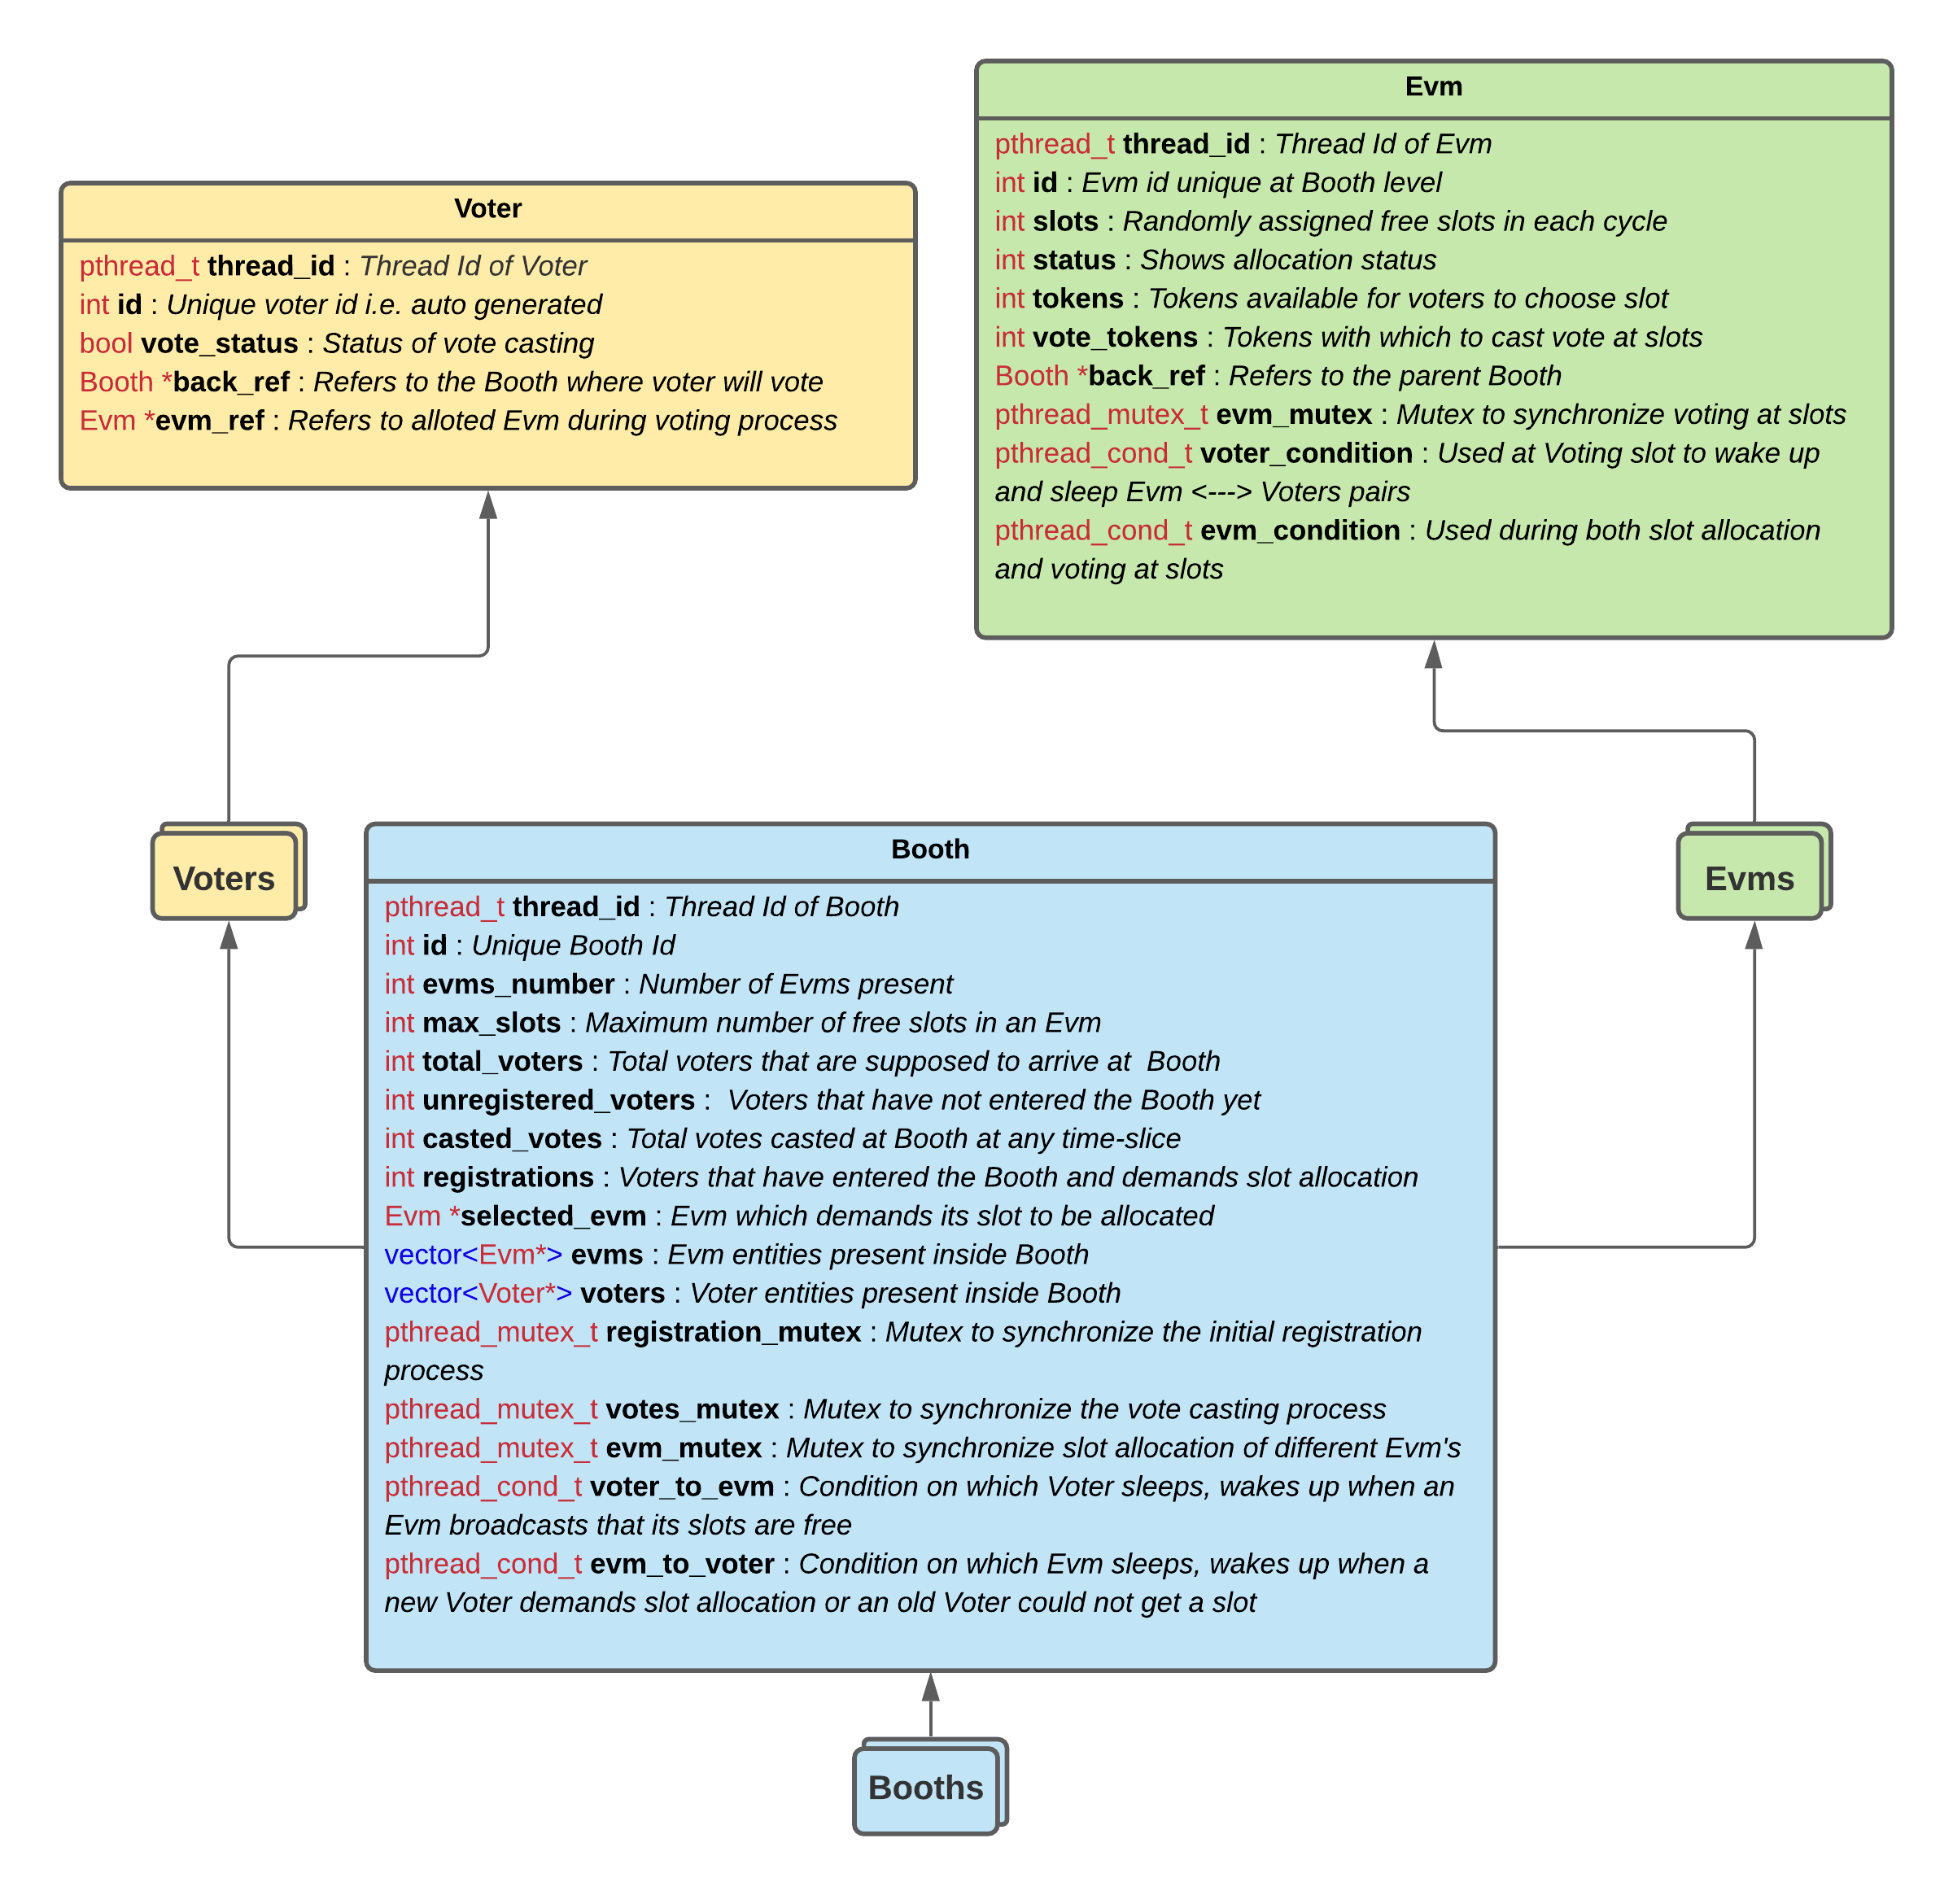 Voter
pthread_t thread_id : Thread Id of Voter
int id : Unique voter id i.e. auto generated
bool vote_status : Status of vote casting
Booth *back_ref : Refers to the Booth where voter will vote
Evm *evm_ref : Refers to alloted Evm during voting process
Evm
pthread_t thread_id : Thread Id of Evm
int id : Evm id unique at Booth level
int slots : Randomly assigned free slots in each cycle
int status : Shows allocation status
int tokens : Tokens available for voters to choose slot
int vote_tokens : Tokens with which to cast vote at slots
Booth *back_ref : Refers to the parent Booth
pthread_mutex_t evm_mutex : Mutex to synchronize voting at slots
pthread_cond_t voter_condition : Used at Voting slot to wake up
and sleep Evm <---> Voters pairs
pthread_cond_t evm_condition : Used during both slot allocation
and voting at slots
Voters
Booth
pthread_t thread_id : Thread Id of Booth
int id : Unique Booth Id
int evms_number : Number of Evms present
int max_slots : Maximum number of free slots in an Evm
int total_voters : Total voters that are supposed to arrive at  Booth
int unregistered_voters :  Voters that have not entered the Booth yet
int casted_votes : Total votes casted at Booth at any time-slice
int registrations : Voters that have entered the Booth and demands slot allocation
Evm *selected_evm : Evm which demands its slot to be allocated
vector<Evm*> evms : Evm entities present inside Booth
vector<Voter*> voters : Voter entities present inside Booth
pthread_mutex_t registration_mutex : Mutex to synchronize the initial registration
process
pthread_mutex_t votes_mutex : Mutex to synchronize the vote casting process
pthread_mutex_t evm_mutex : Mutex to synchronize slot allocation of different Evm's
pthread_cond_t voter_to_evm : Condition on which Voter sleeps, wakes up when an
Evm broadcasts that its slots are free
pthread_cond_t evm_to_voter : Condition on which Evm sleeps, wakes up when a
new Voter demands slot allocation or an old Voter could not get a slot
Evms
Booths